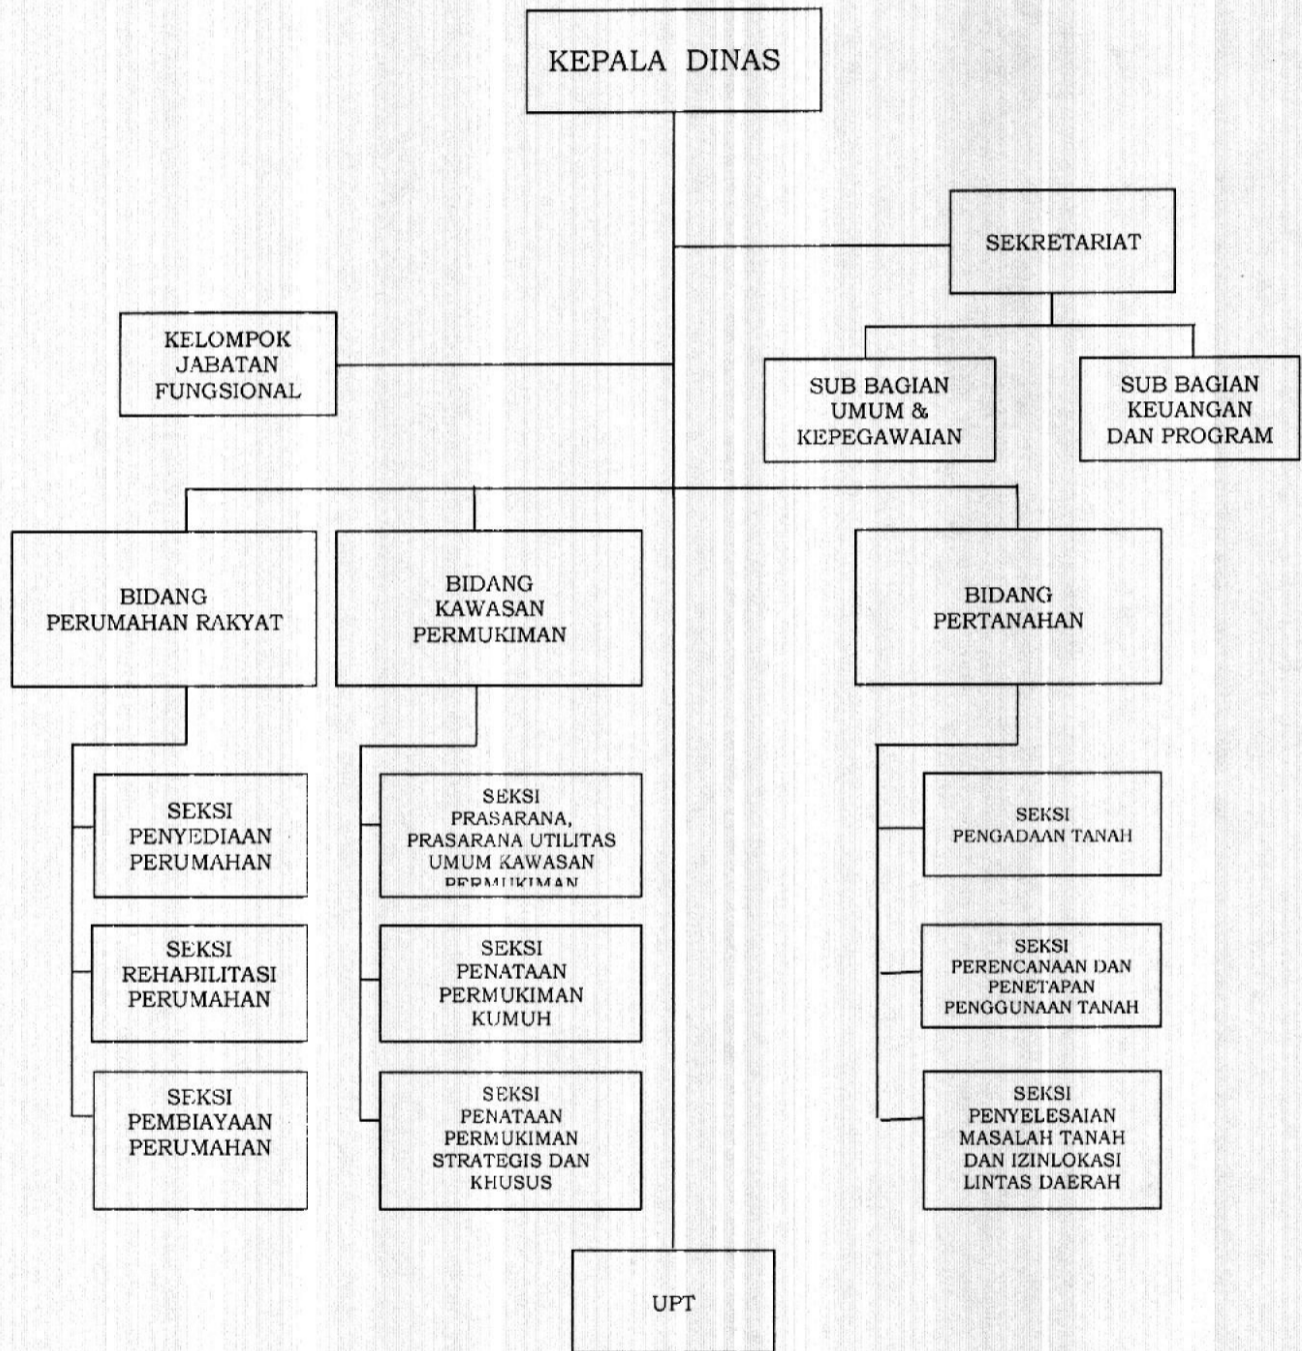 KEPALA DINAS
SEKRETARIAT
KELOMPOK
JABATAN
FUNGSIONAL
SUB BAGIAN
UMUM &
KEPEGAWAIAN
SUB BAGIAN
KEUANGAN
DAN PROGRAM
BIDANG
PERUMAHAN RAKYAT
BIDANG
KAWASAN
PERMUKIMAN
BIDANG
PERTANAHAN
SEKSI
PENYEDIAAN
PERUMAHAN
SEKSI
PRASARANA,
PRASARANA UTILITAS
UMUM KAWASAN
PERMUKIMAN
SEKSI
PENGADAAN TANAH
SEKSI
REHABILITASI
PERUMAHAN
SEKSI
PENATAAN
PERMUKIMAN
KUMUH
SEKSI
PERENCANAAN DAN
PENETAPAN
PENGGUNAAN TANAH
SEKSI
PEMBIAYAAN
PERUMAHAN
SEKSI
PENATAAN
PERMUKIMAN
STRATEGIS DAN
KHUSUS
SEKSI
PENYELESAIAN
MASALAH TANAH
DAN IZINLOKASI
LINTAS DAERAH
UPT